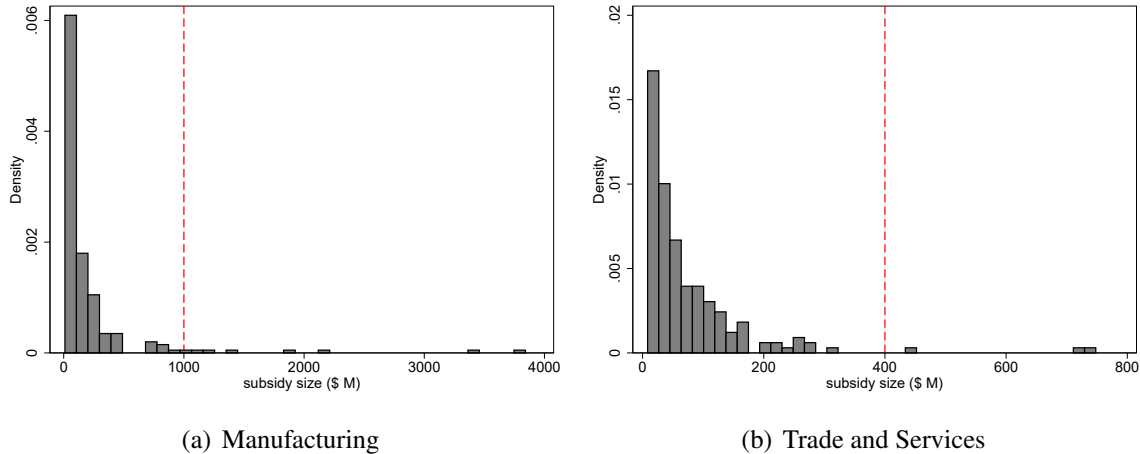 .006
.004
.002
0
Density
0 1000 2000 3000 4000
subsidy size ($ M)
(a) Manufacturing
.02
.015
.01
.005
0
Density
0 200 400 600 800
subsidy size ($ M)
(b) Trade and Services